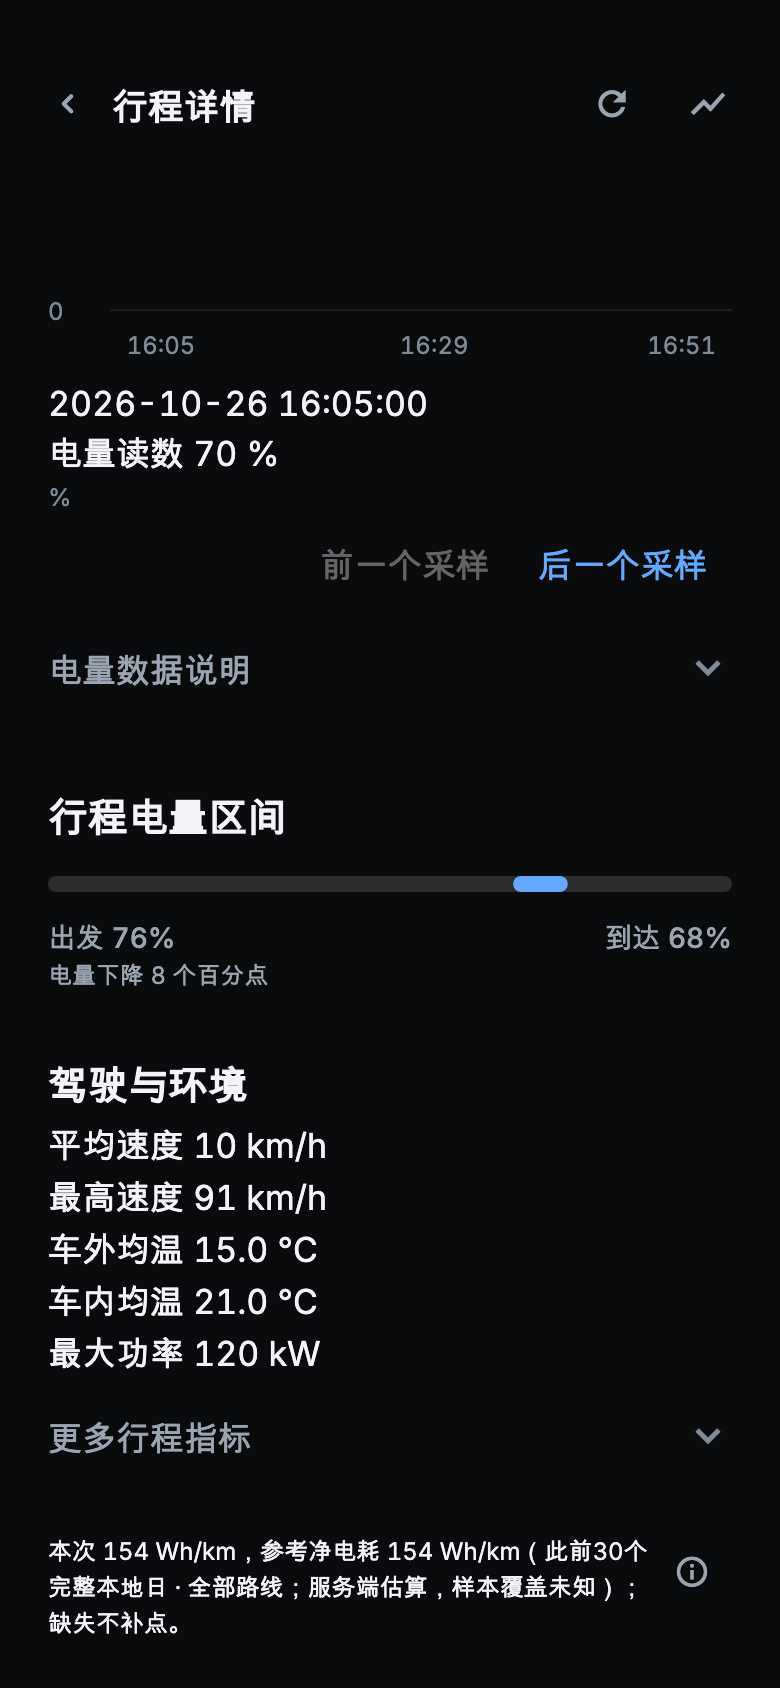 行程详情
0
16:05 16:29 16:51
2026-10-26 16:05:00
电量读数 70 %
%
前一个采样 后一个采样
电量数据说明
行程电量区间
出发 76% 到达 68%
电量下降 8 个百分点
驾驶与环境
平均速度 10 km/h
最高速度 91 km/h
车外均温 15.0 °C
车内均温 21.0 °C
最大功率 120 kW
更多行程指标
本次 154 Wh/km，参考净电耗 154 Wh/km（此前30个
完整本地日 · 全部路线；服务端估算，样本覆盖未知）；
缺失不补点。